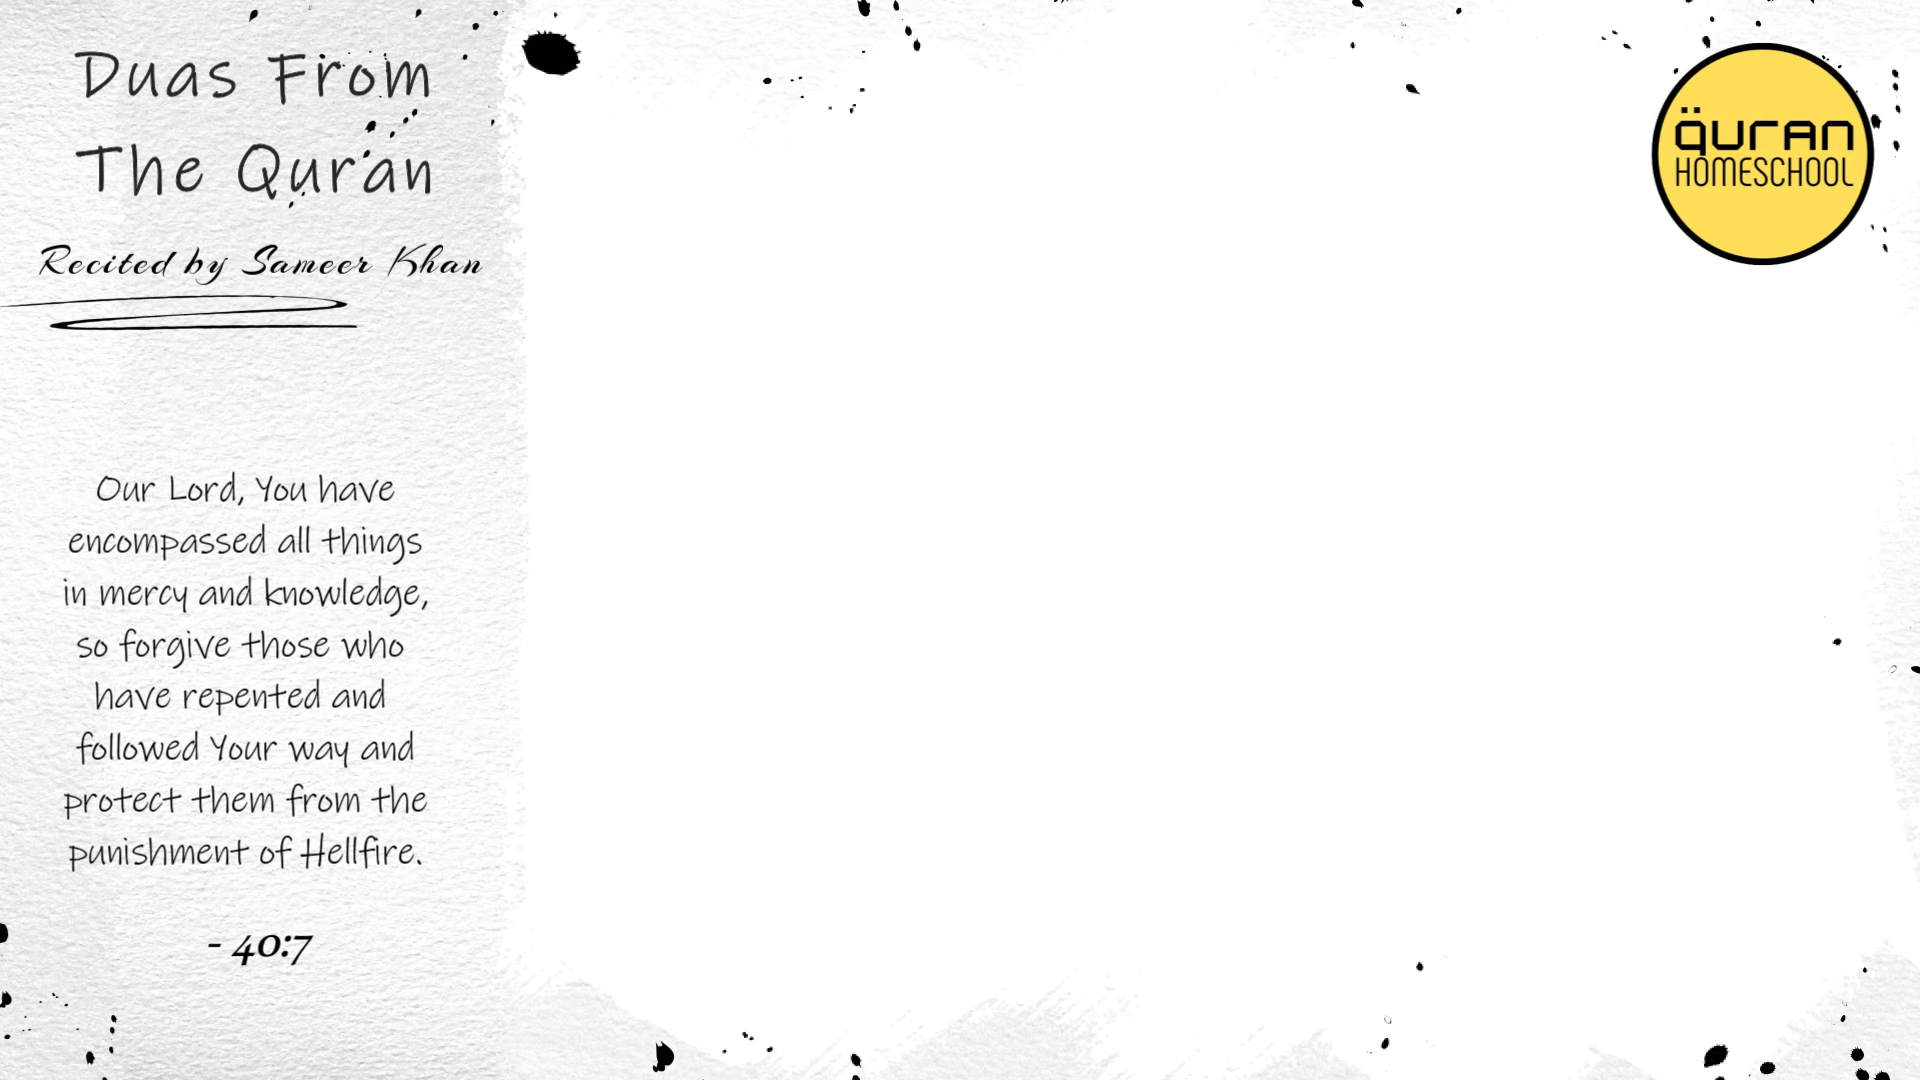 Duas From
The Quran
Recited by Sameer Khan
Our Lord, You have
encompassed all things
in mercy and knowledge,
so forgive those who
have repented and
followed Your way and
protect them from the
punishment of Hellfire.
- 40:7
QURAN
HOMESCHOOL